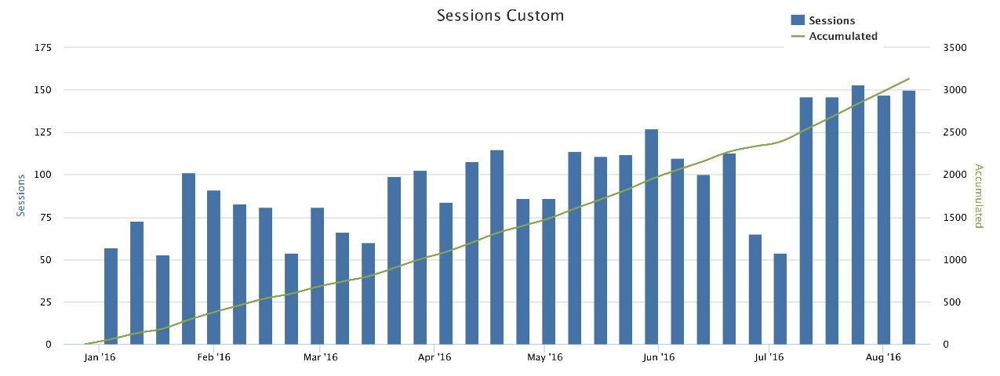 Sessions Custom
Sessions
Accumulated
175
150
125
100
75
50
25
0
Sessions
3500
3000
2500
2000
1500
1000
500
0
Accumulated
Jan '16
Feb '16
Mar '16
Apr '16
May '16
Jun '16
Jul '16
Aug '16